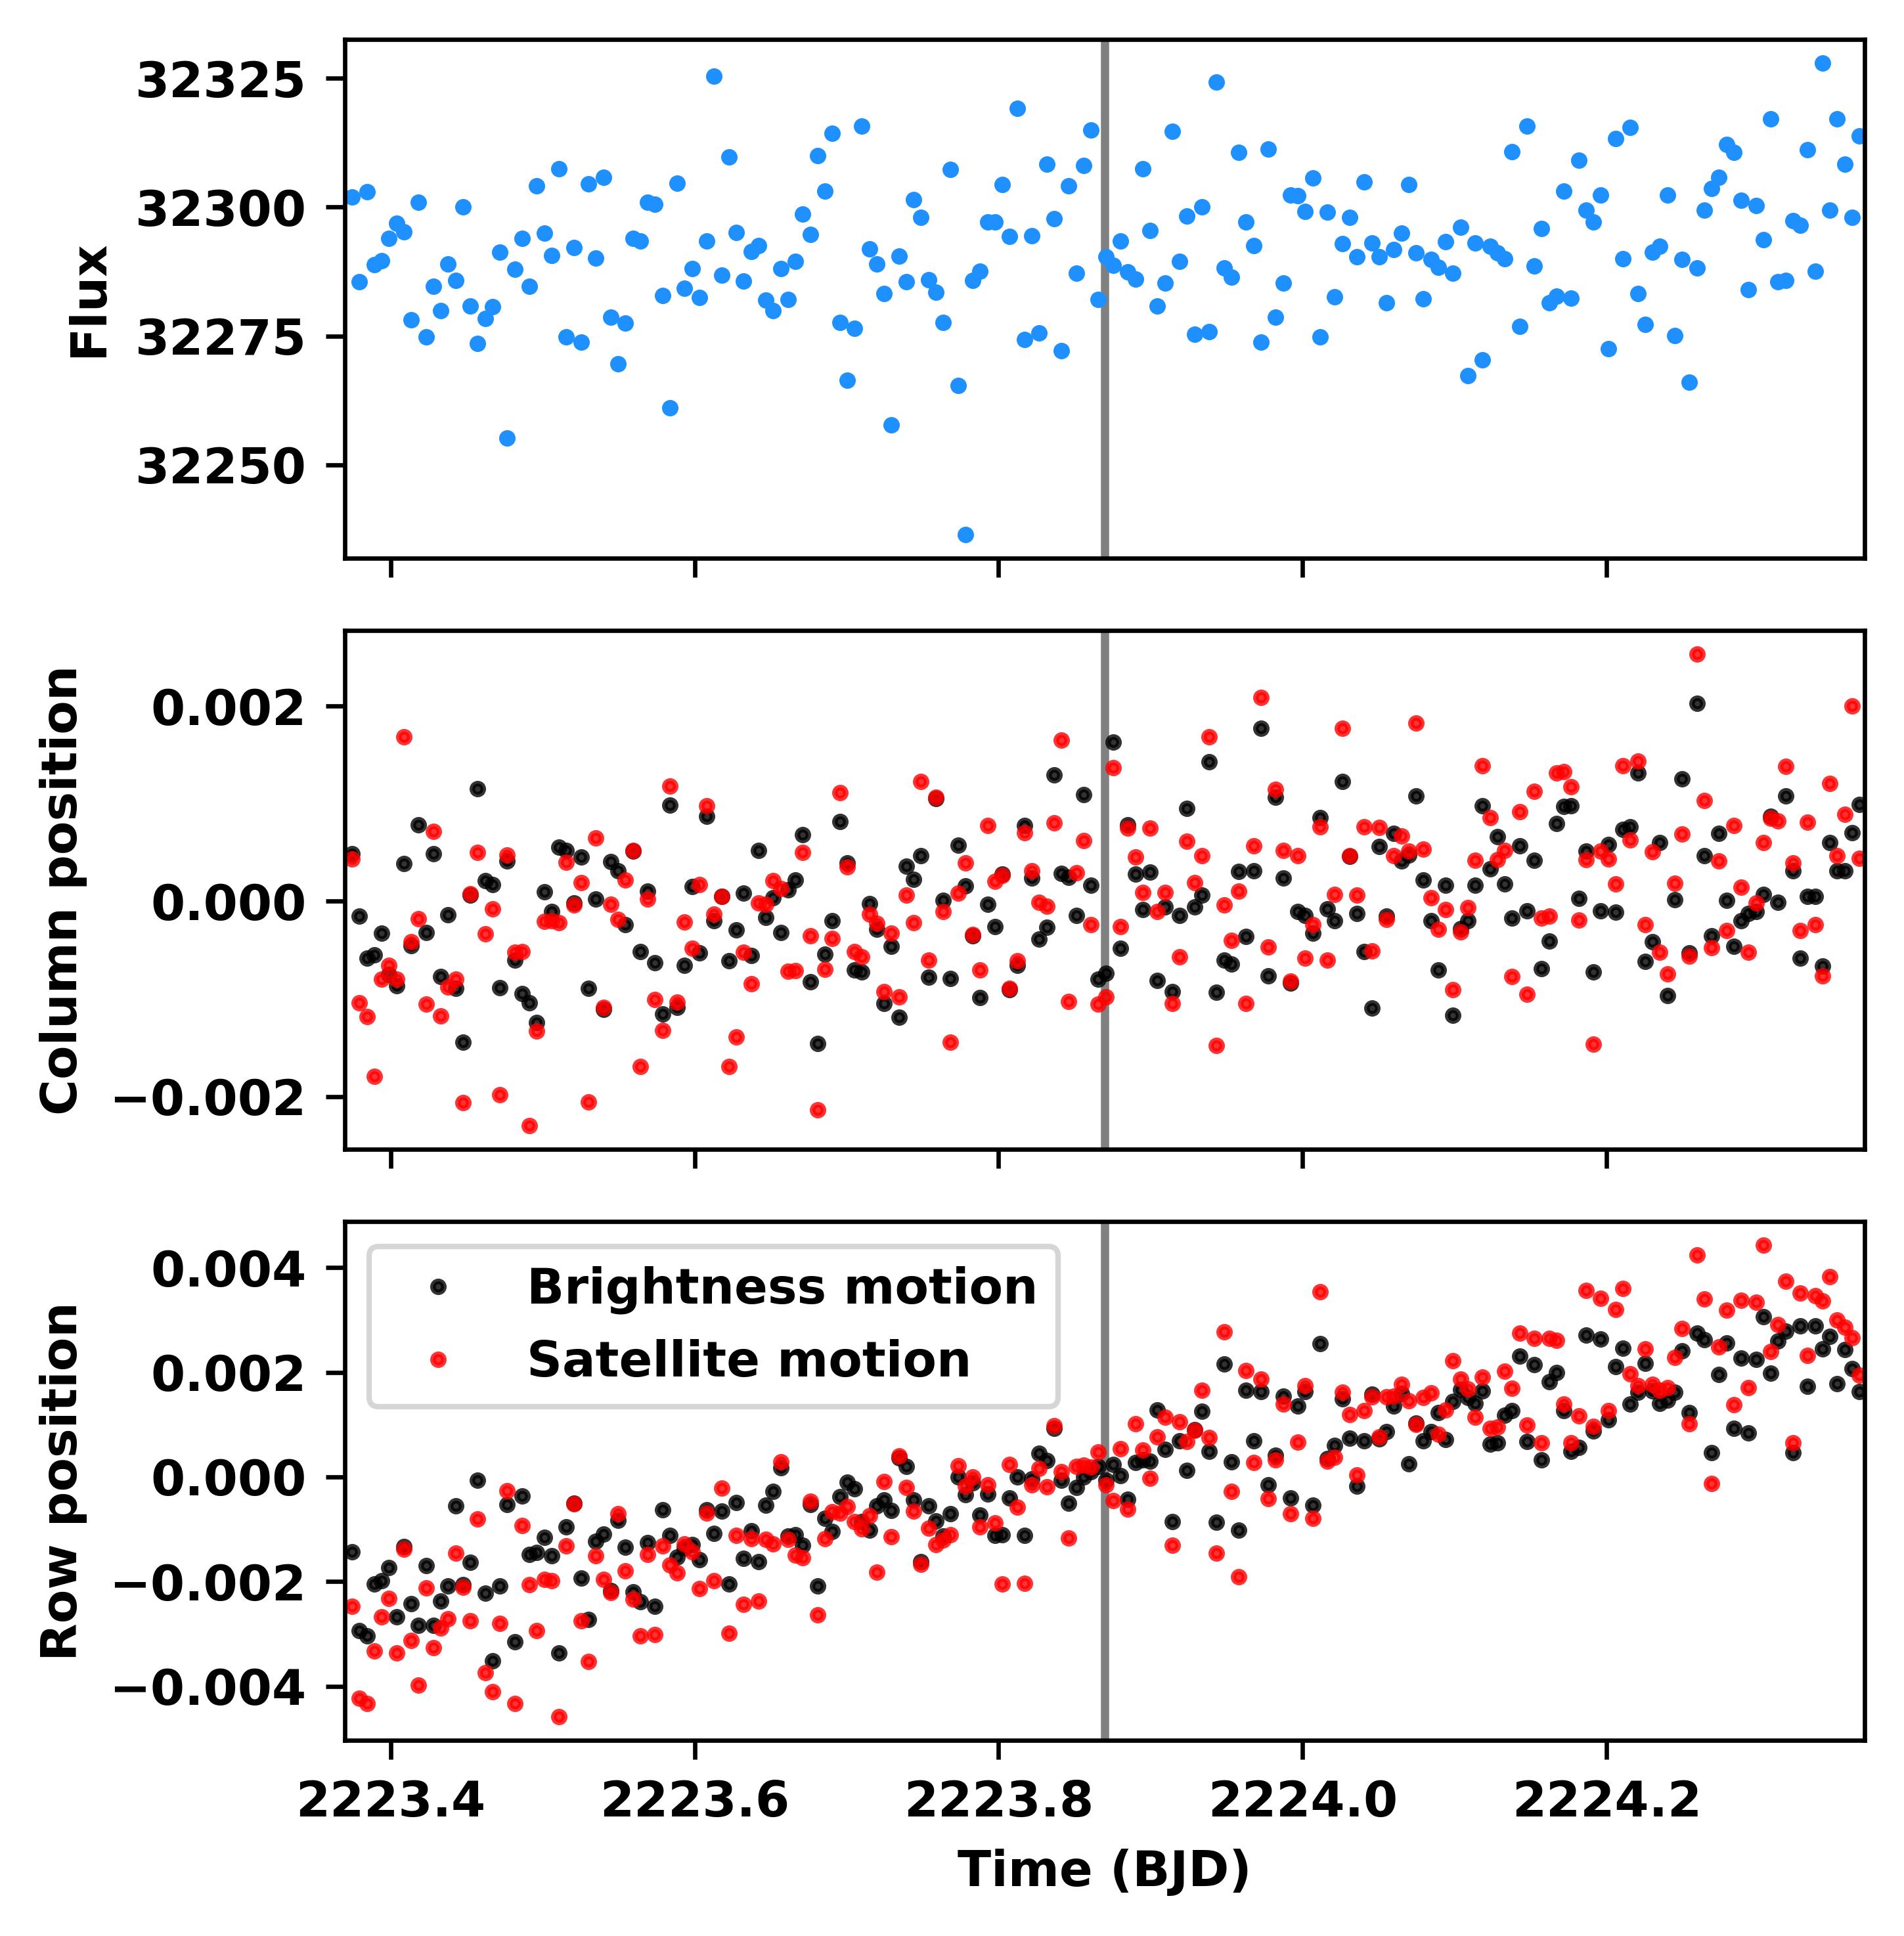 Flux
32325
32300
32275
32250
Column position
0.002
0.000
−0.002
Row position
0.004
0.002
0.000
−0.002
−0.004
Brightness motion
Satellite motion
2223.4 2223.6 2223.8 2224.0 2224.2
Time (BJD)